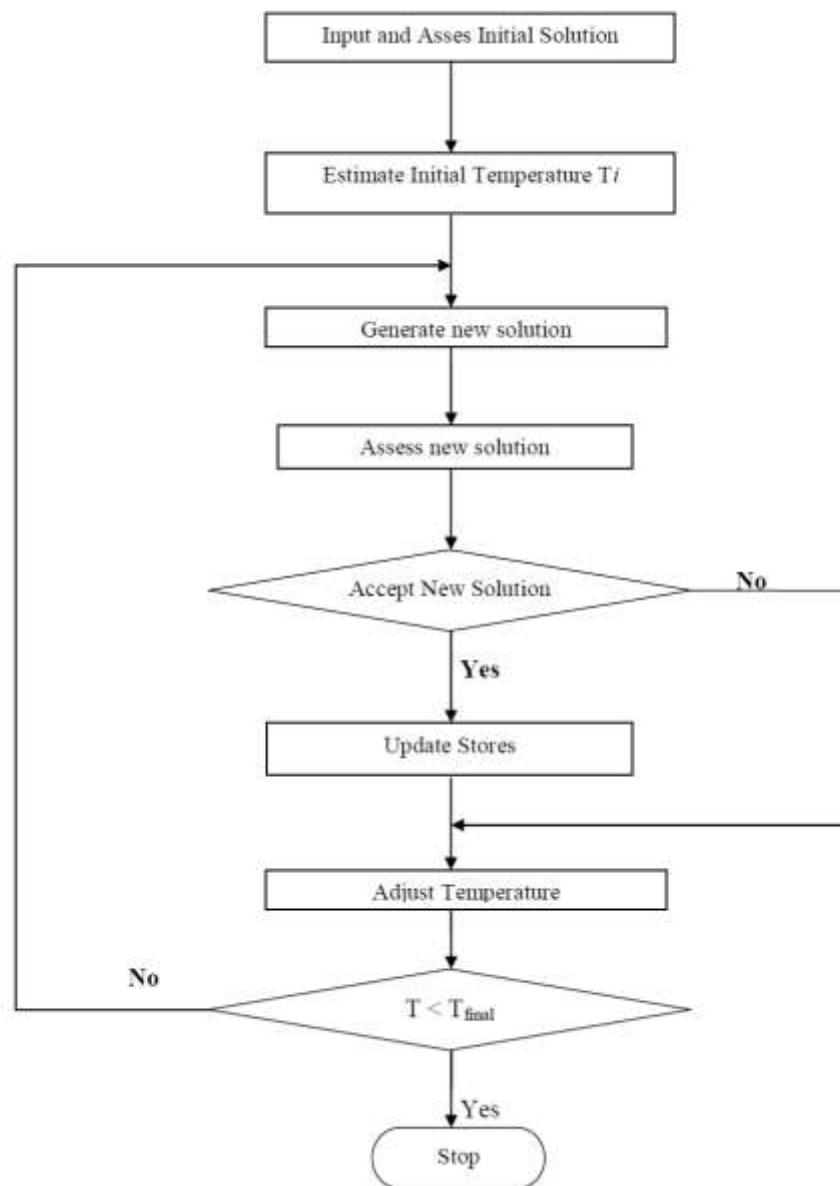 Input and Asses Initial Solution
Estimate Initial Temperature Ti
Generate new solution
Assess new solution
Accept New Solution
No
Yes
Update Stores
Adjust Temperature
No
T < Tfinal
Yes
Stop